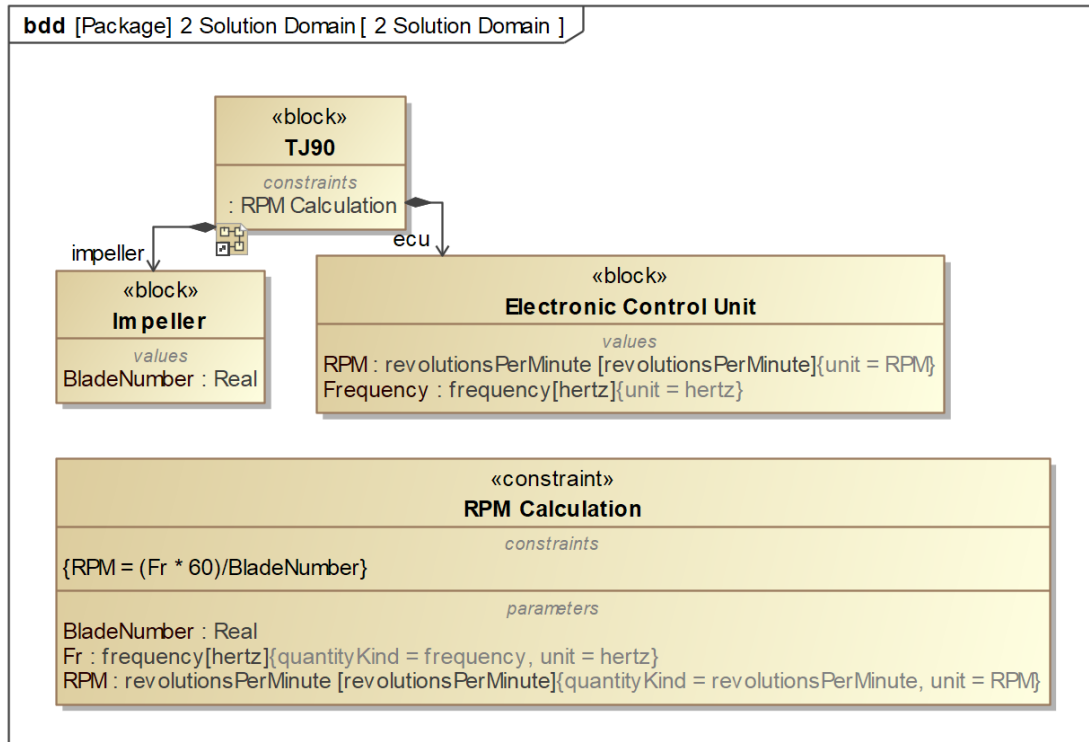 bdd [Package] 2 Solution Domain [ 2 Solution Domain ]
«block»
TJ90
constraints
: RPM Calculation
impeller
ecu
«block»
Impeller
values
BladeNumber : Real
«block»
Electronic Control Unit
values
RPM : revolutionsPerMinute [revolutionsPerMinute]{unit = RPM}
Frequency : frequency[hertz]{unit = hertz}
«constraint»
RPM Calculation
constraints
{RPM = (Fr * 60)/BladeNumber}
parameters
BladeNumber : Real
Fr : frequency[hertz]{quantityKind = frequency, unit = hertz}
RPM : revolutionsPerMinute [revolutionsPerMinute]{quantityKind = revolutionsPerMinute, unit = RPM}